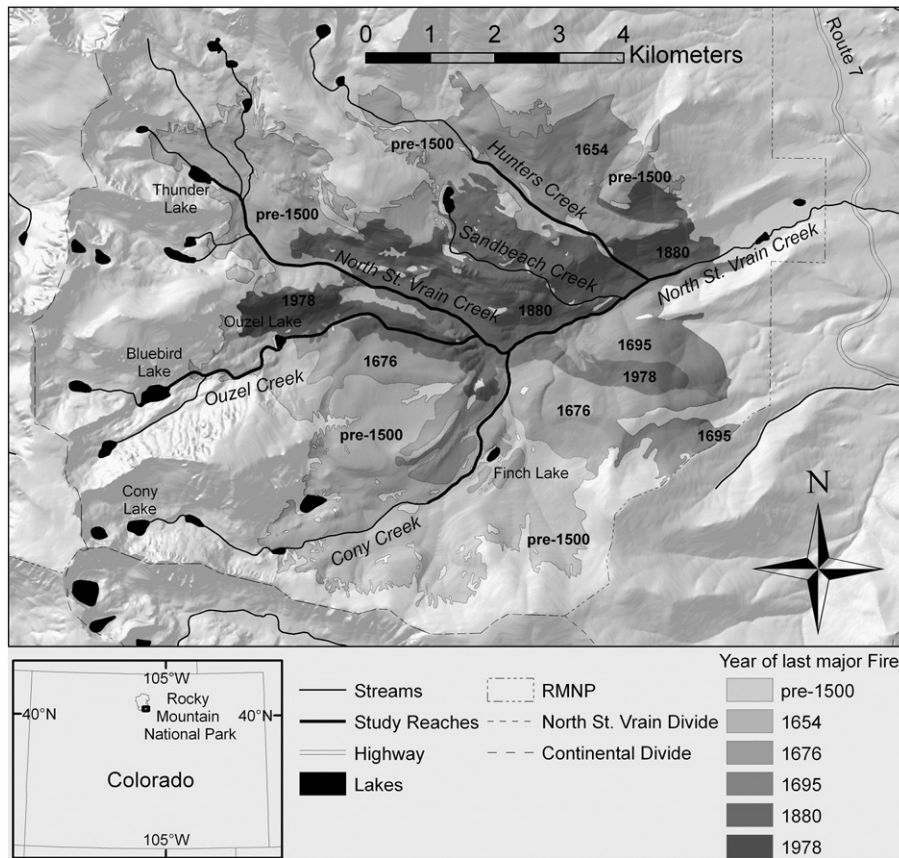 0 1 2 3 4
Kilometers
Route 7
pre-1500
1654
Hunters Creek
pre-1500
Thunder
Lake
pre-1500
Sandbeach Creek
1880
North St. Vrain Creek
North St. Vrain Creek
1978
1880
Ouzel Lake
1695
Bluebird
Lake
1676
1978
Ouzel Creek
1676
pre-1500
1695
Finch Lake
N
Cony
Lake
Cony Creek
pre-1500
105°W
40°N
Rocky
Mountain
National Park
40°N
Colorado
105°W
Streams
Study Reaches
Highway
Lakes
RMNP
North St. Vrain Divide
Continental Divide
Year of last major Fire
pre-1500
1654
1676
1695
1880
1978